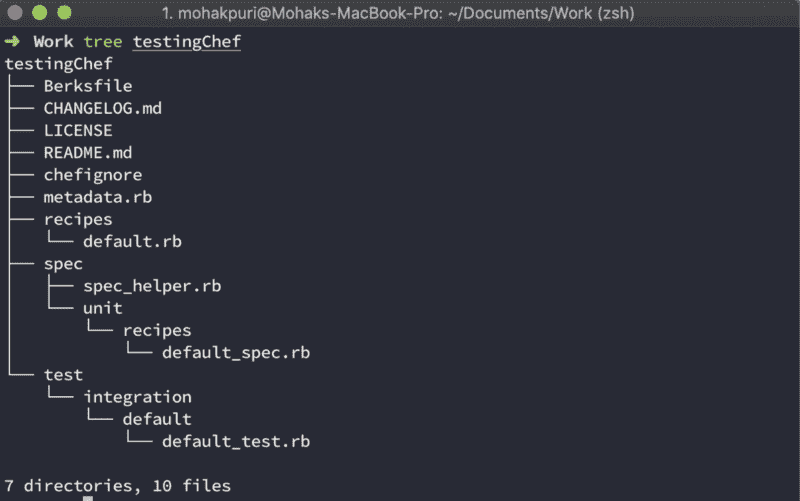 1. mohakpuri@Mohaks-MacBook-Pro: ~/Documents/Work (zsh)
➜ Work tree testingChef
testingChef
├── Berksfile
├── CHANGELOG.md
├── LICENSE
├── README.md
├── chefignore
├── metadata.rb
├── recipes
│   └── default.rb
├── spec
│   ├── spec_helper.rb
│   └── unit
│       └── recipes
│           └── default_spec.rb
└── test
    └── integration
        └── default
            └── default_test.rb
7 directories, 10 files